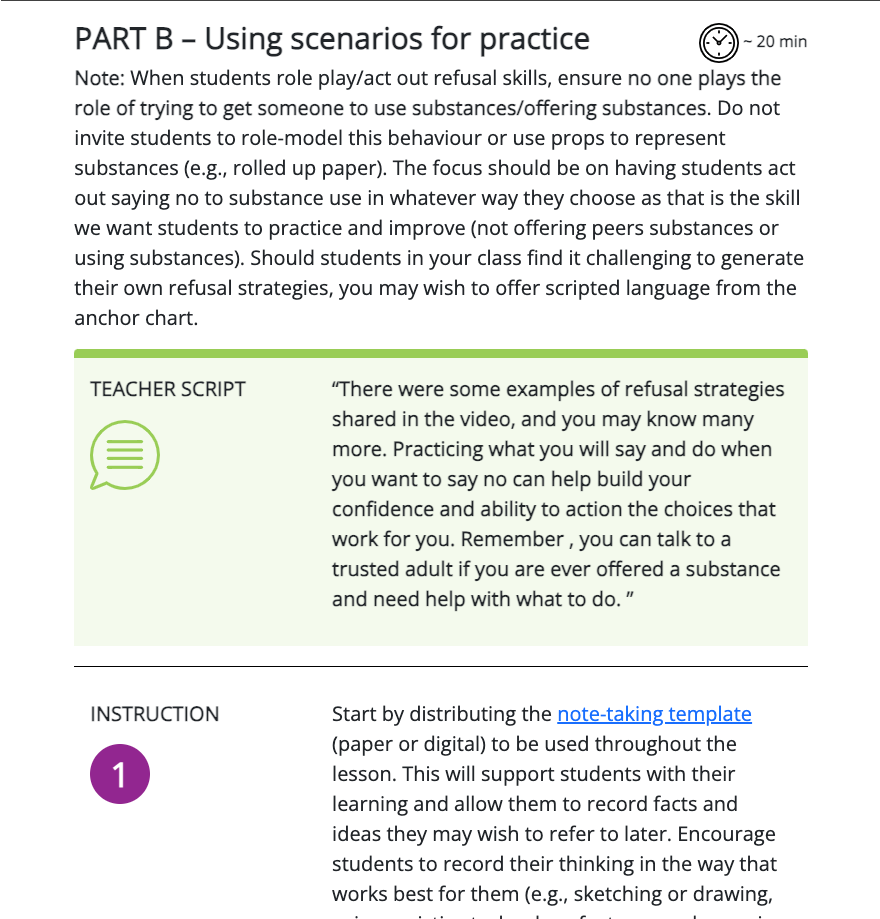 PART B – Using scenarios for practice
~ 20 min
Note: When students role play/act out refusal skills, ensure no one plays the
role of trying to get someone to use substances/offering substances. Do not
invite students to role-model this behaviour or use props to represent
substances (e.g., rolled up paper). The focus should be on having students act
out saying no to substance use in whatever way they choose as that is the skill
we want students to practice and improve (not offering peers substances or
using substances). Should students in your class find it challenging to generate
their own refusal strategies, you may wish to offer scripted language from the
anchor chart.
TEACHER SCRIPT
“There were some examples of refusal strategies
shared in the video, and you may know many
more. Practicing what you will say and do when
you want to say no can help build your
confidence and ability to action the choices that
work for you. Remember , you can talk to a
trusted adult if you are ever offered a substance
and need help with what to do. ”
INSTRUCTION
1
Start by distributing the note-taking template
(paper or digital) to be used throughout the
lesson. This will support students with their
learning and allow them to record facts and
ideas they may wish to refer to later. Encourage
students to record their thinking in the way that
works best for them (e.g., sketching or drawing,